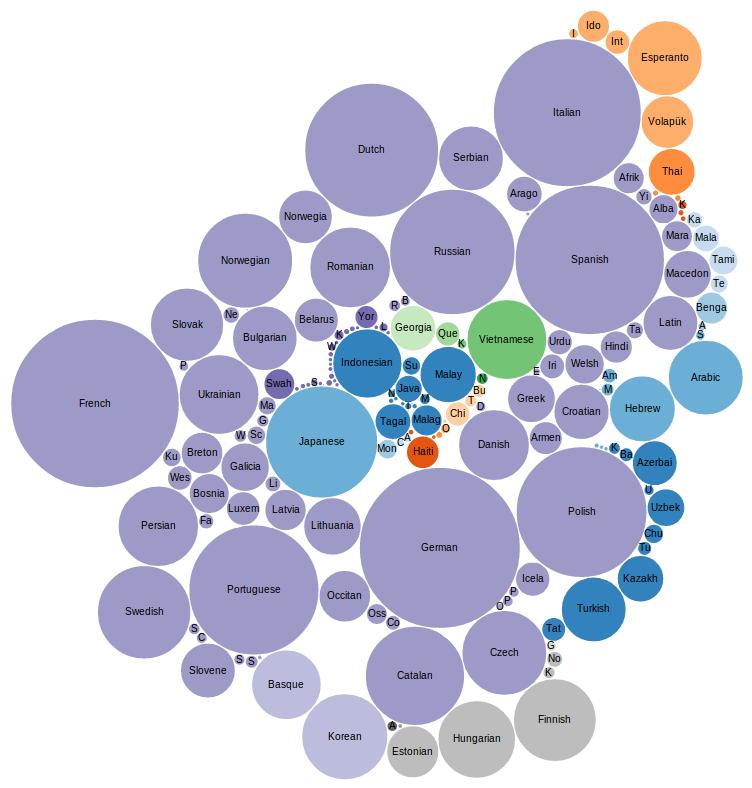 I
Ido
Int
Esperanto
Italian
Volapük
Dutch
Serbian
Thai
Afrik
Arago
Yi
Alba
K
Ka
Norwegia
Mara
Mala
Russian
Spanish
Norwegian
Romanian
Tami
Macedon
Te
R
B
Benga
Ne
Belarus
Yor
Slovak
Georgia
L
Latin
A
Que
Ta
S
Bulgarian
K
Vietnamese
K
Urdu
Hindi
W
P
Indonesian
Su
Iri
Welsh
E
Malay
Am
Arabic
Swah
S
N
Java
Bu
M
Ukrainian
N
M
Greek
French
T
Ma
I
D
Hebrew
Croatian
Chi
G
Tagal
Malag
O
W
Sc
A
Armen
Japanese
C
Danish
Mon
Haiti
K
Breton
Ba
Ku
Azerbai
Galicia
Wes
Li
U
Bosnia
Luxem
Latvia
Uzbek
Polish
Fa
Persian
Lithuania
Chu
German
Tu
Icela
Kazakh
Portuguese
P
Occitan
P
O
Turkish
Swedish
Oss
Co
S
Tat
C
G
Czech
No
S
S
Slovene
K
Catalan
Basque
Finnish
A
Korean
Hungarian
Estonian